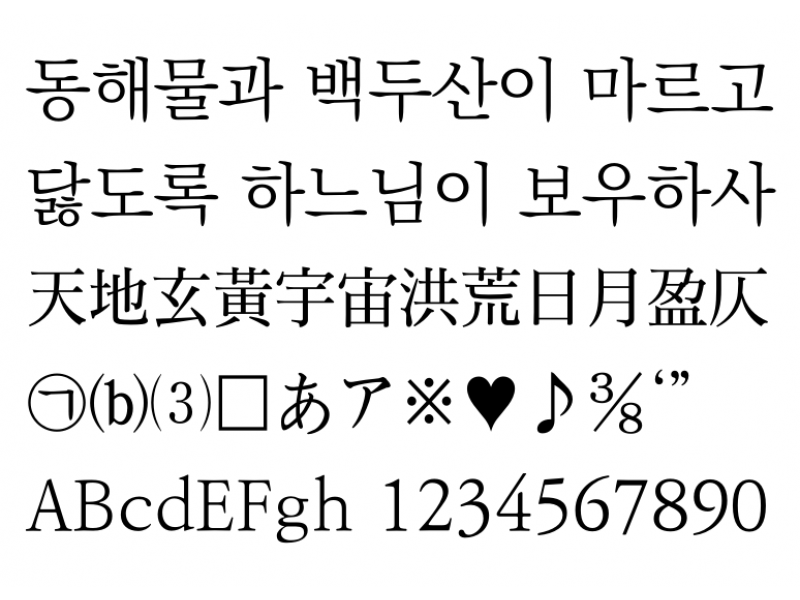 동해물과 백두산이 마르고
닳도록 하느님이 보우하사
天地玄黃宇宙洪荒日月盈仄
㉠⒝⑶□あア※♥♪⅜‘”
ABcdEFgh 1234567890